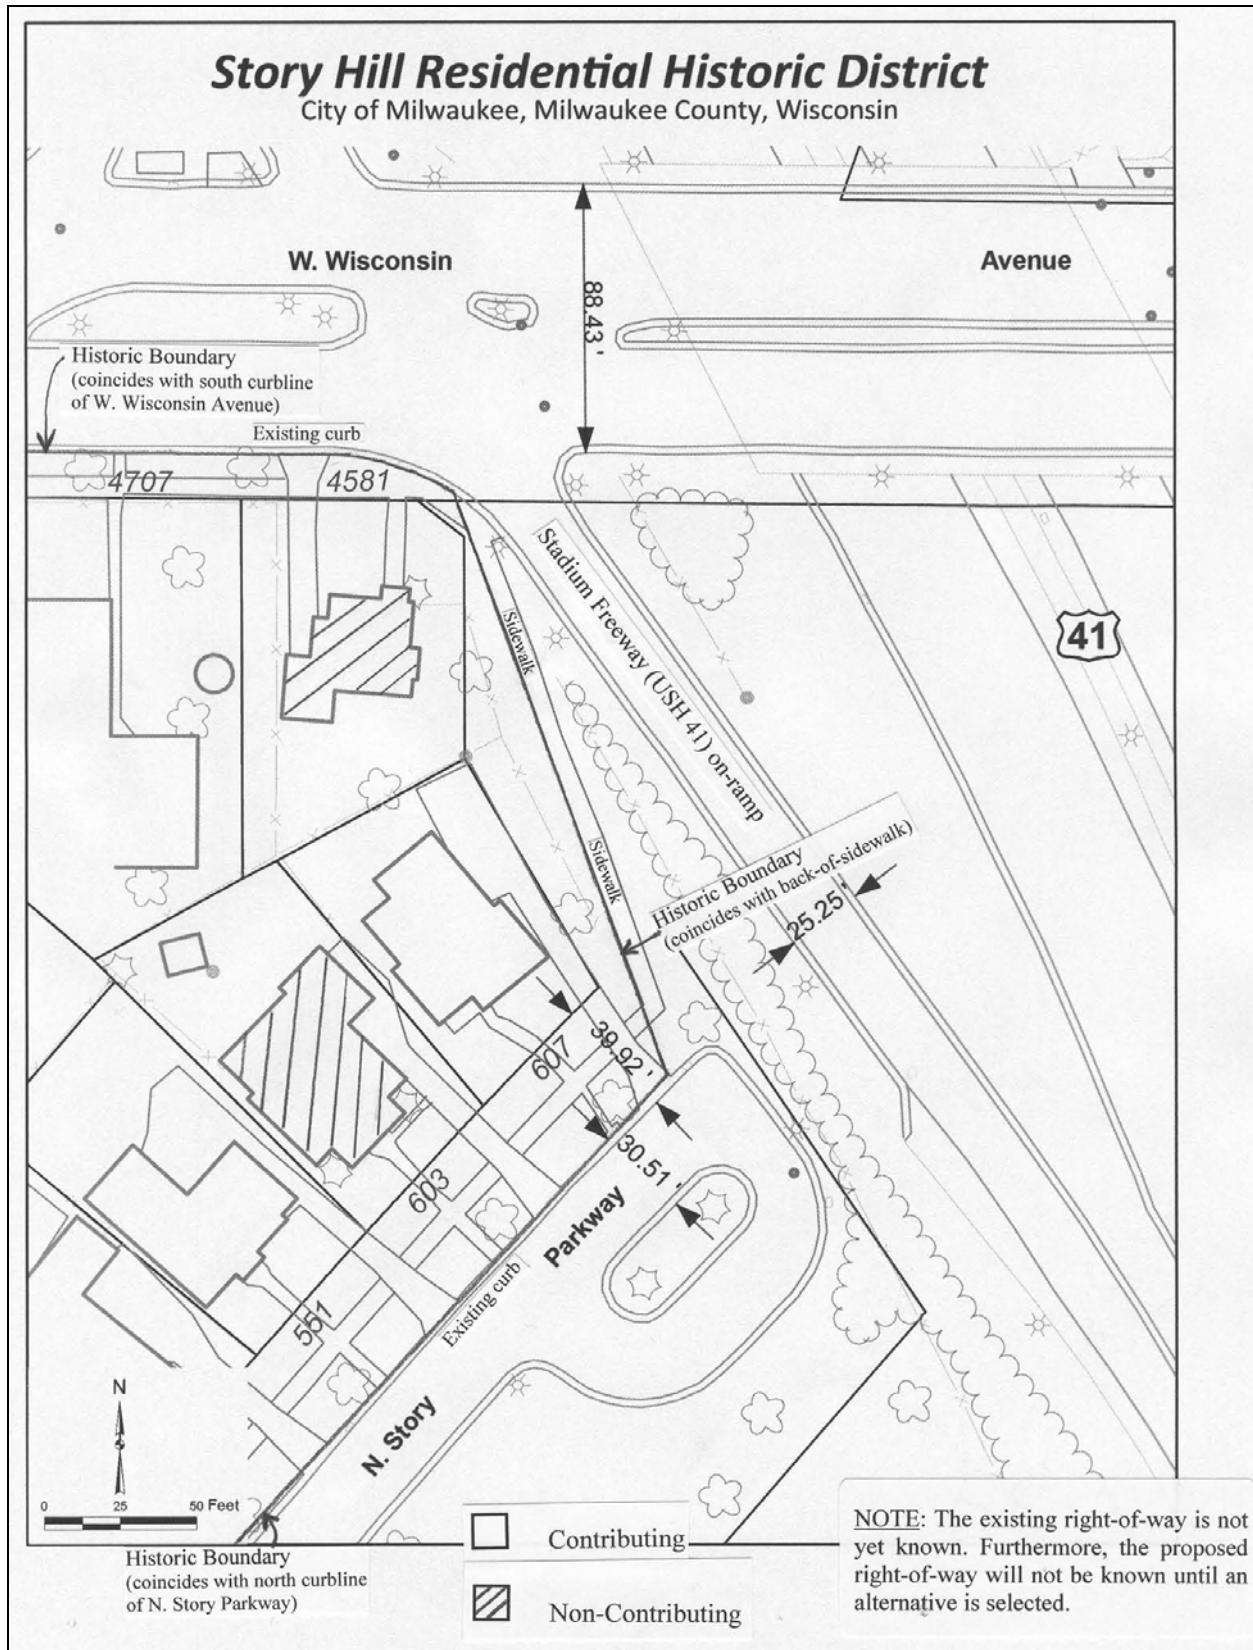 Story Hill Residential Historic District
City of Milwaukee, Milwaukee County, Wisconsin
W. Wisconsin
Avenue
88.43 '
Historic Boundary
(coincides with south curbline
of W. Wisconsin Avenue)
Existing curb
4707
4581
Stadium Freeway (USH 41) on-ramp
41
Sidewalk
Sidewalk
Historic Boundary
(coincides with back-of-sidewalk)
25.25 '
39.92 '
607
30.51 '
603
Parkway
551
Existing curb
N. Story
N
0 25 50 Feet
Historic Boundary
(coincides with north curbline
of N. Story Parkway)
Contributing
Non-Contributing
NOTE: The existing right-of-way is not
yet known. Furthermore, the proposed
right-of-way will not be known until an
alternative is selected.